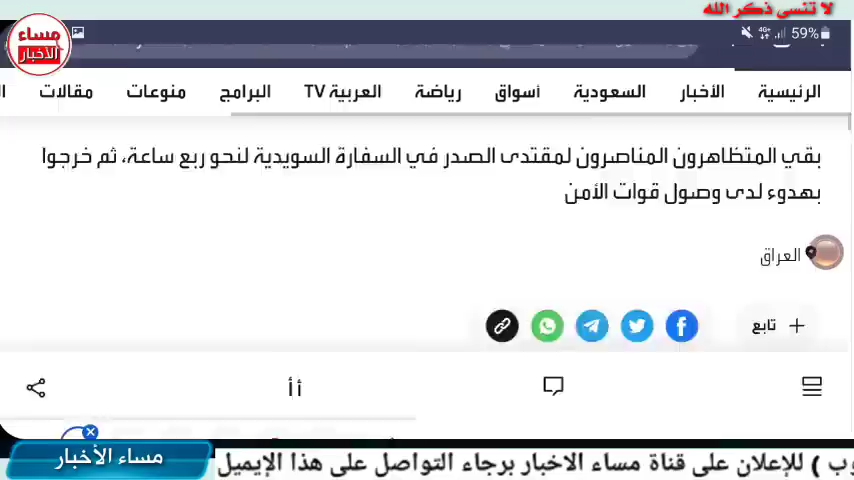 لا تنسى ذكر الله
مساء
الأخبار
4G+ 59%
الرئيسية الأخبار السعودية أسواق رياضة العربية TV البرامج منوعات مقالات
بقي المتظاهرون المناصرون لمقتدى الصدر في السفارة السويدية لنحو ربع ساعة، ثم خرجوا
بهدوء لدى وصول قوات الأمن
العراق
+ تابع
أأ
مساء الأخبار
وب ) للإعلان على قناة مساء الاخبار برجاء التواصل على هذا الإيميل